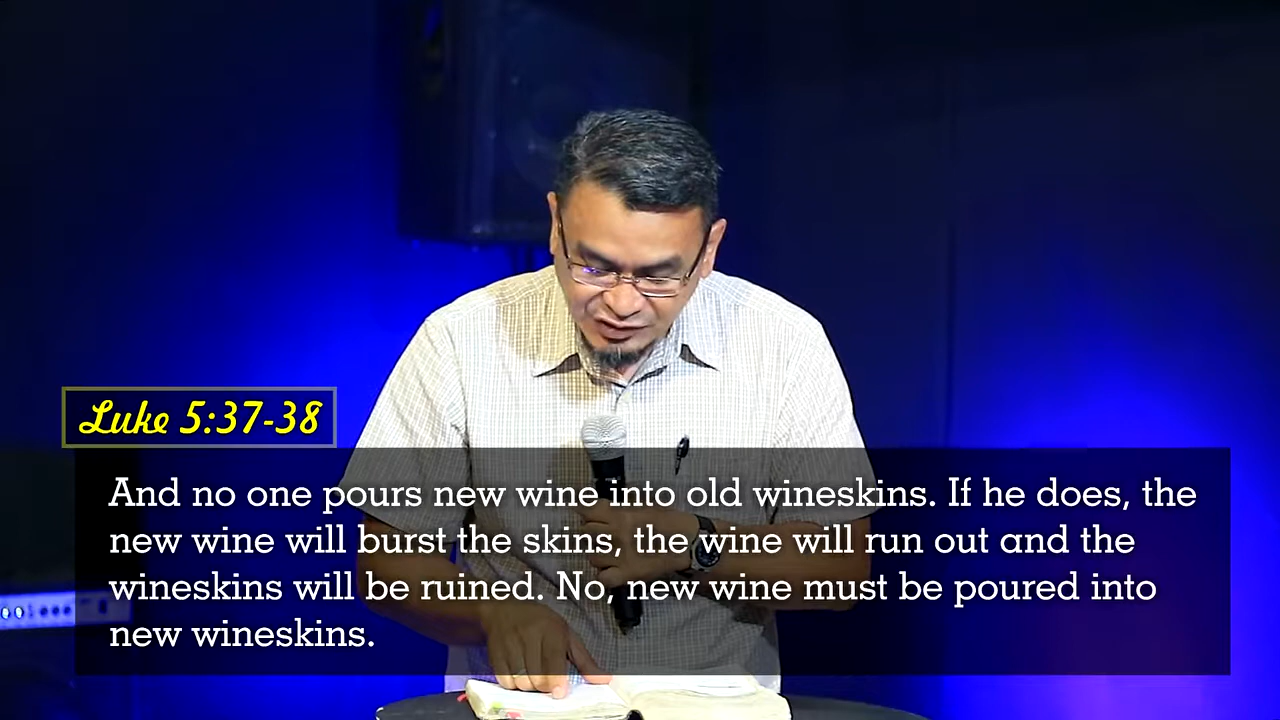 Luke 5:37-38
And no one pours new wine into old wineskins. If he does, the
new wine will burst the skins, the wine will run out and the
wineskins will be ruined. No, new wine must be poured into
new wineskins.